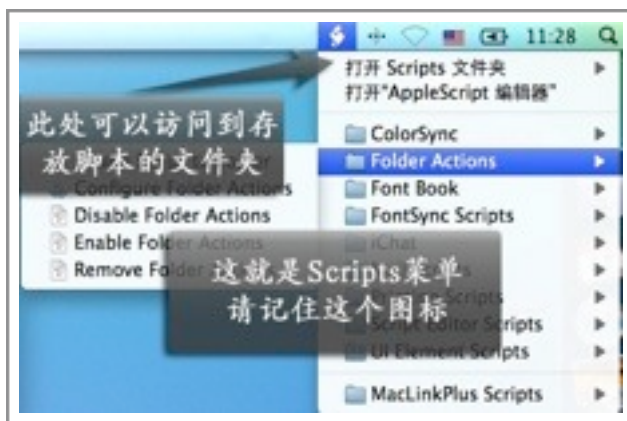 11:28
打开 Scripts 文件夹
打开"AppleScript 编辑器"
此处可以访问到存
放脚本的文件夹
ColorSync
Folder Actions
Font Book
FontSync Scripts
iChat
Configure Folder Actions
Disable Folder Actions
Enable Folder Actions
Remove Fo
这就是Scripts菜单
请记住这个图标
Scripts
Script Editor Scripts
UI Element Scripts
MacLinkPlus Scripts